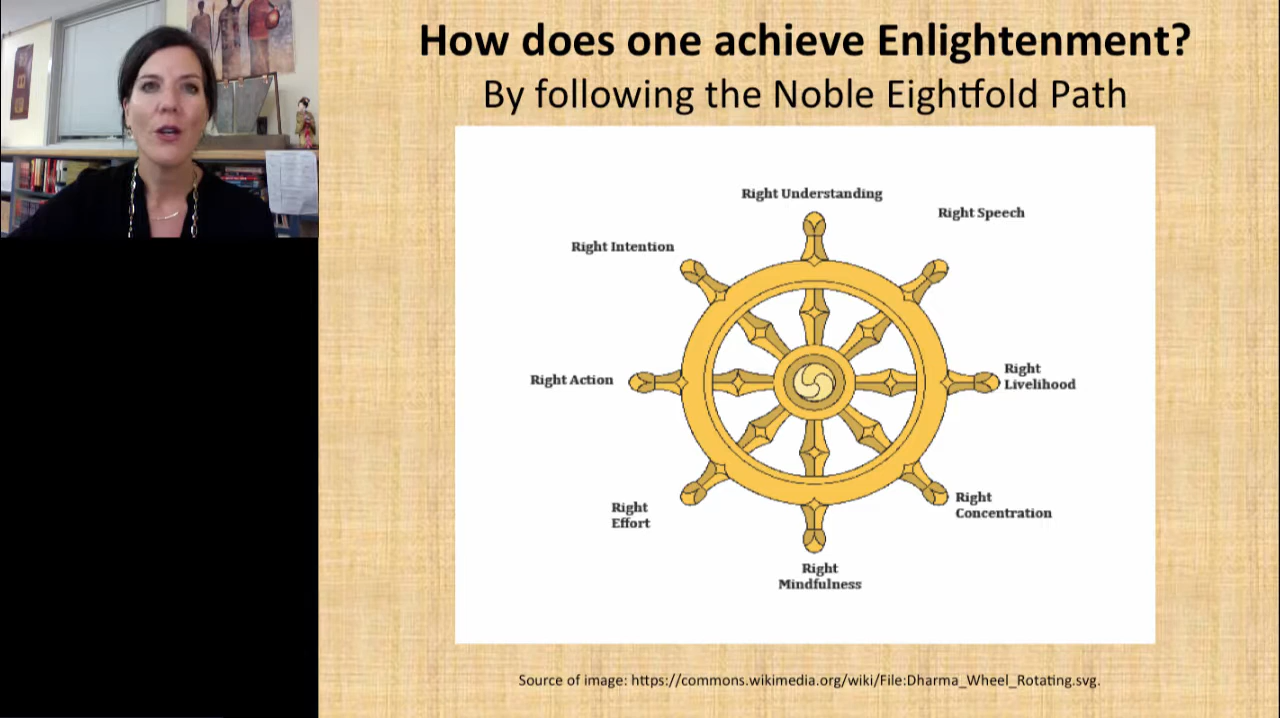 How does one achieve Enlightenment?
By following the Noble Eightfold Path
Right Understanding
Right Speech
Right Intention
Right Action
Right
Livelihood
Right
Effort
Right
Concentration
Right
Mindfulness
Source of image: https://commons.wikimedia.org/wiki/File:Dharma_Wheel_Rotating.svg.